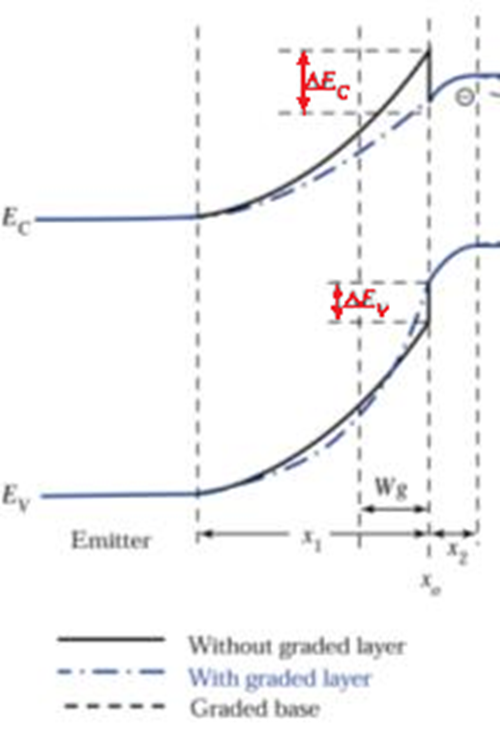 ΔE_C
⊖
E_C
ΔE_V
E_V
Wg
Emitter
x_1
x_2
x_o
Without graded layer
With graded layer
Graded base